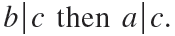 b|c then a|c.